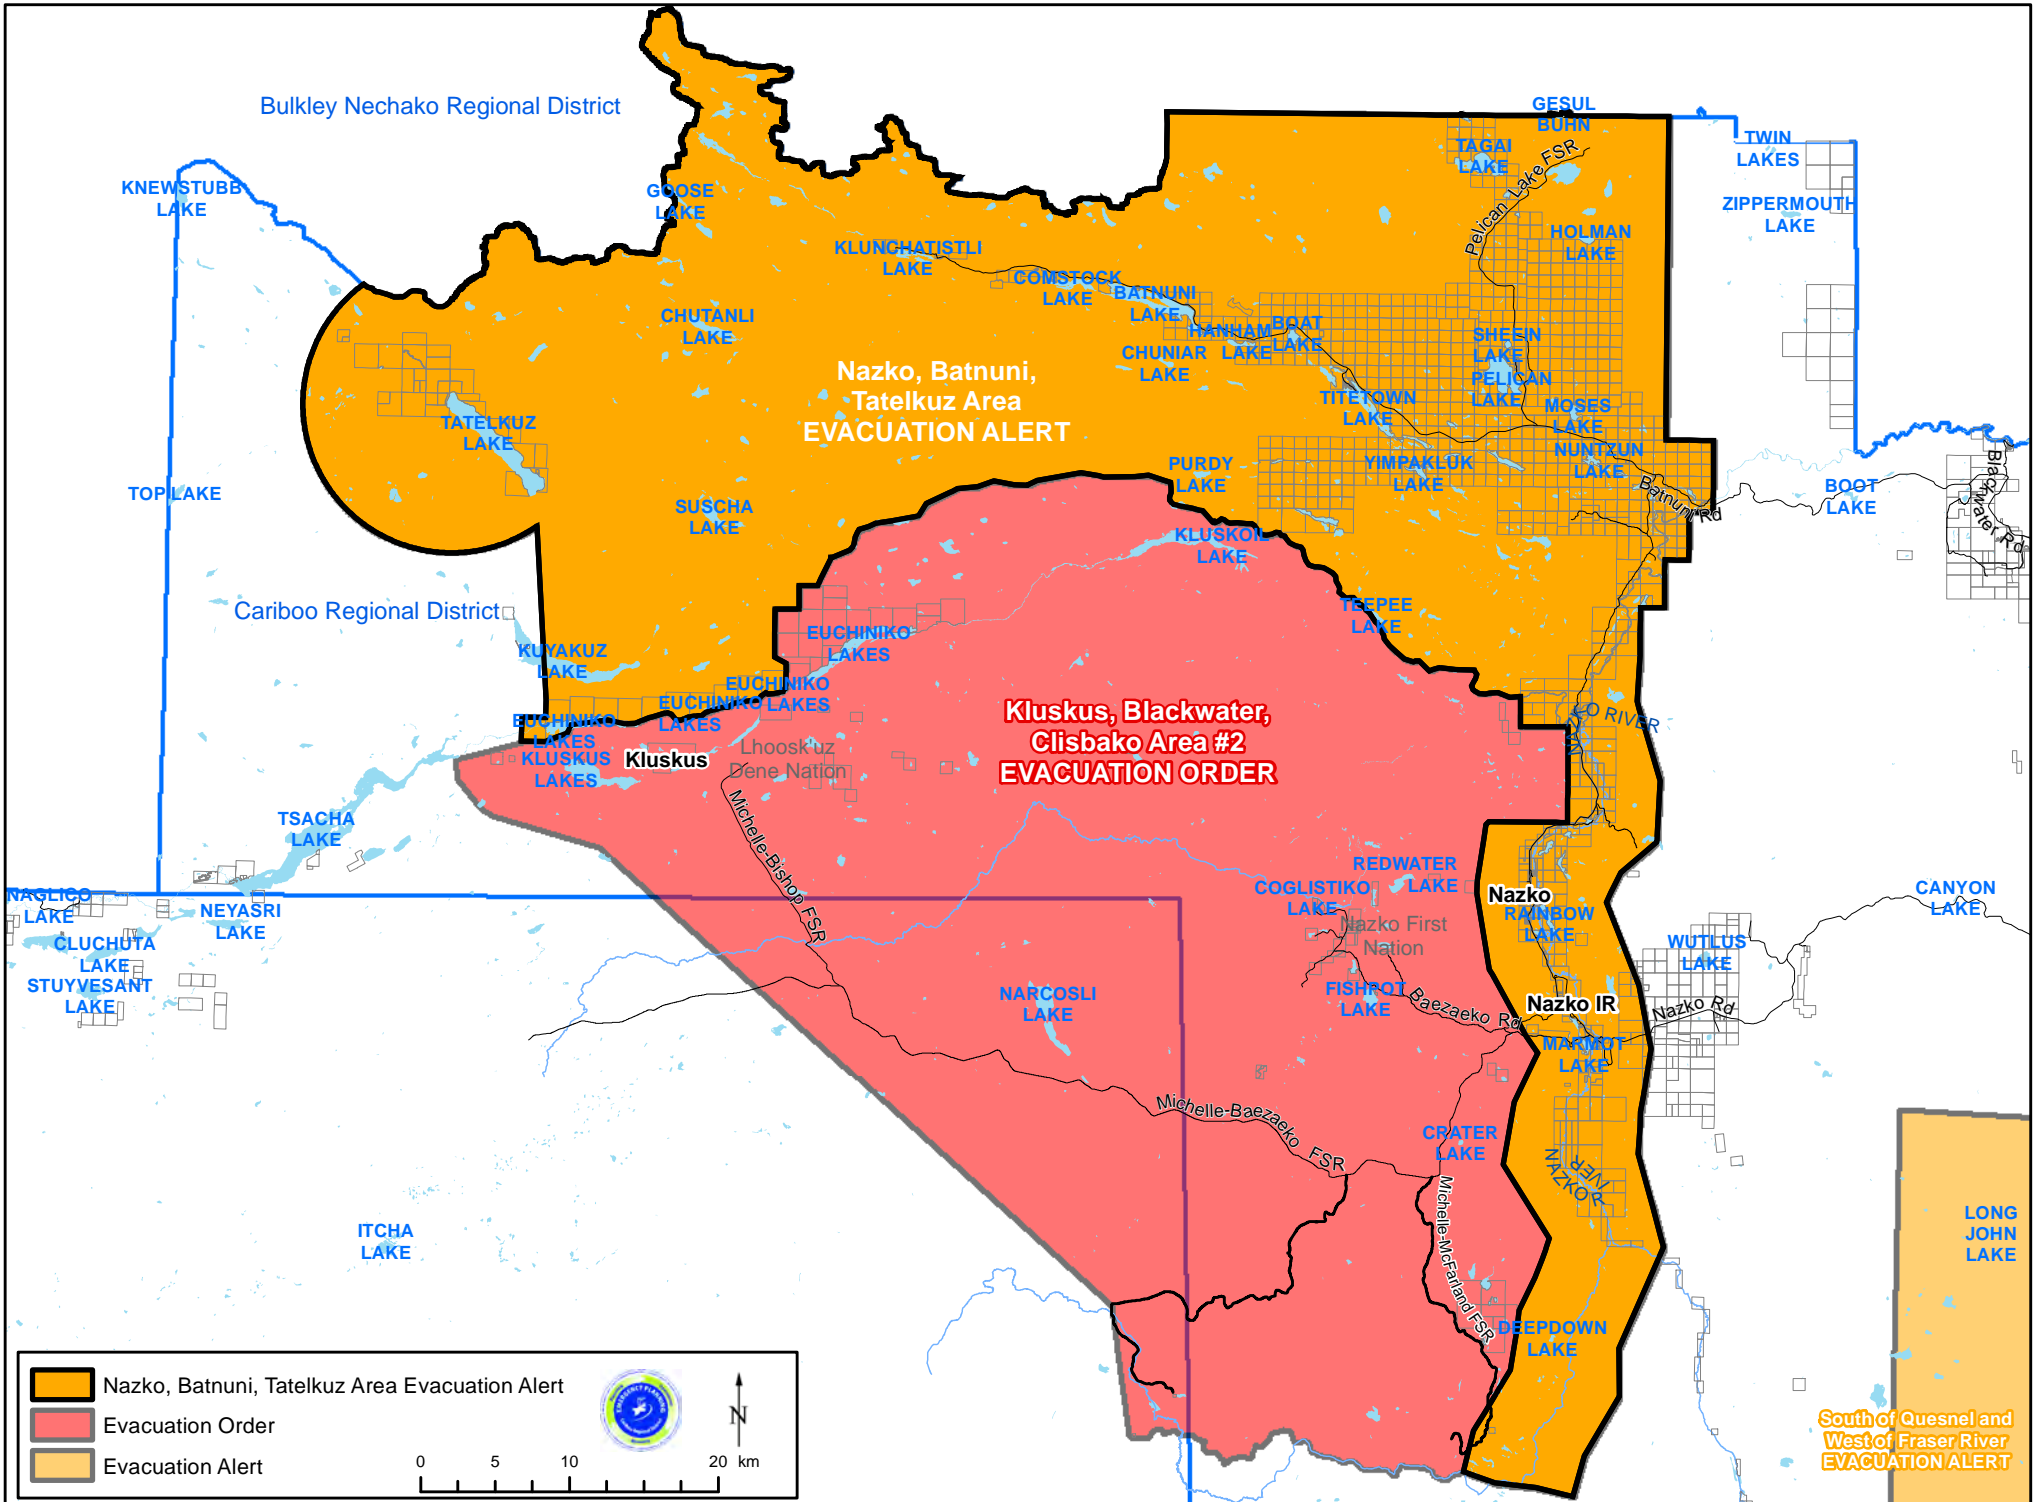 Bulkley Nechako Regional District
GESUL
BUHN
TWIN
LAKES
TAGAI
LAKE
Pelican Lake FSR
KNEWSTUBB
LAKE
GOOSE
LAKE
ZIPPERMOUTH
LAKE
HOLMAN
LAKE
KLUNCHATISTLI
LAKE
COMSTOCK
LAKE
BATNUNI
LAKE
CHUTANLI
LAKE
HANHAM
LAKE
BOAT
LAKE
SHEEIN
LAKE
CHUNIAR
LAKE
Nazko, Batnuni,
Tatelkuz Area
EVACUATION ALERT
PELICAN
LAKE
TITETOWN
LAKE
MOSES
LAKE
TATELKUZ
LAKE
NUNTZUN
LAKE
PURDY
LAKE
YIMPAKLUK
LAKE
Batnuni Rd
BOOT
LAKE
Blackwater Rd
TOP LAKE
SUSCHA
LAKE
KLUSKOIL
LAKE
Cariboo Regional District
TEEPEE
LAKE
EUCHINIKO
LAKES
KUYAKUZ
LAKE
EUCHINIKO
LAKES
EUCHINIKO
LAKES
EUCHINIKO
LAKES
KLUSKUS
LAKES
Kluskus
Lhoosk'uz
Dene Nation
Kluskus, Blackwater,
Clisbako Area #2
EVACUATION ORDER
NAZKO RIVER
Michelle-Bishop FSR
TSACHA
LAKE
REDWATER
LAKE
COGLISTIKO
LAKE
Nazko
RAINBOW
LAKE
Nazko First
Nation
CANYON
LAKE
NAGLICO
LAKE
NEYASRI
LAKE
CLUCHUTA
LAKE
STUYVESANT
LAKE
WUTLUS
LAKE
NARCOSLI
LAKE
FISHPOT
LAKE
Baezaeko Rd
Nazko IR
Nazko Rd
MARMOT
LAKE
Michelle-Baezaeko FSR
CRATER
LAKE
NAZKO RIVER
Michelle-McFarland FSR
ITCHA
LAKE
LONG
JOHN
LAKE
DEEPDOWN
LAKE
South of Quesnel and
West of Fraser River
EVACUATION ALERT
Nazko, Batnuni, Tatelkuz Area Evacuation Alert
Evacuation Order
Evacuation Alert
EMERGENCY PLANNING
N
0 5 10 20 km